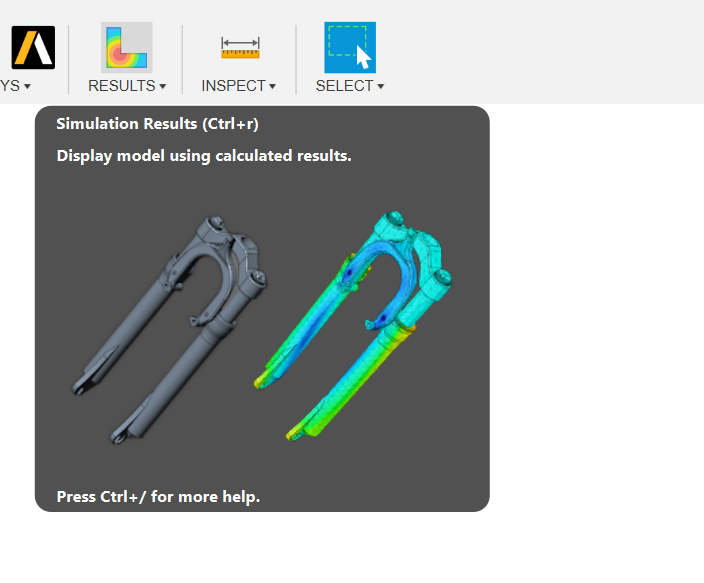 YS
RESULTS
INSPECT
SELECT
Simulation Results (Ctrl+r)
Display model using calculated results.
Press Ctrl+/ for more help.